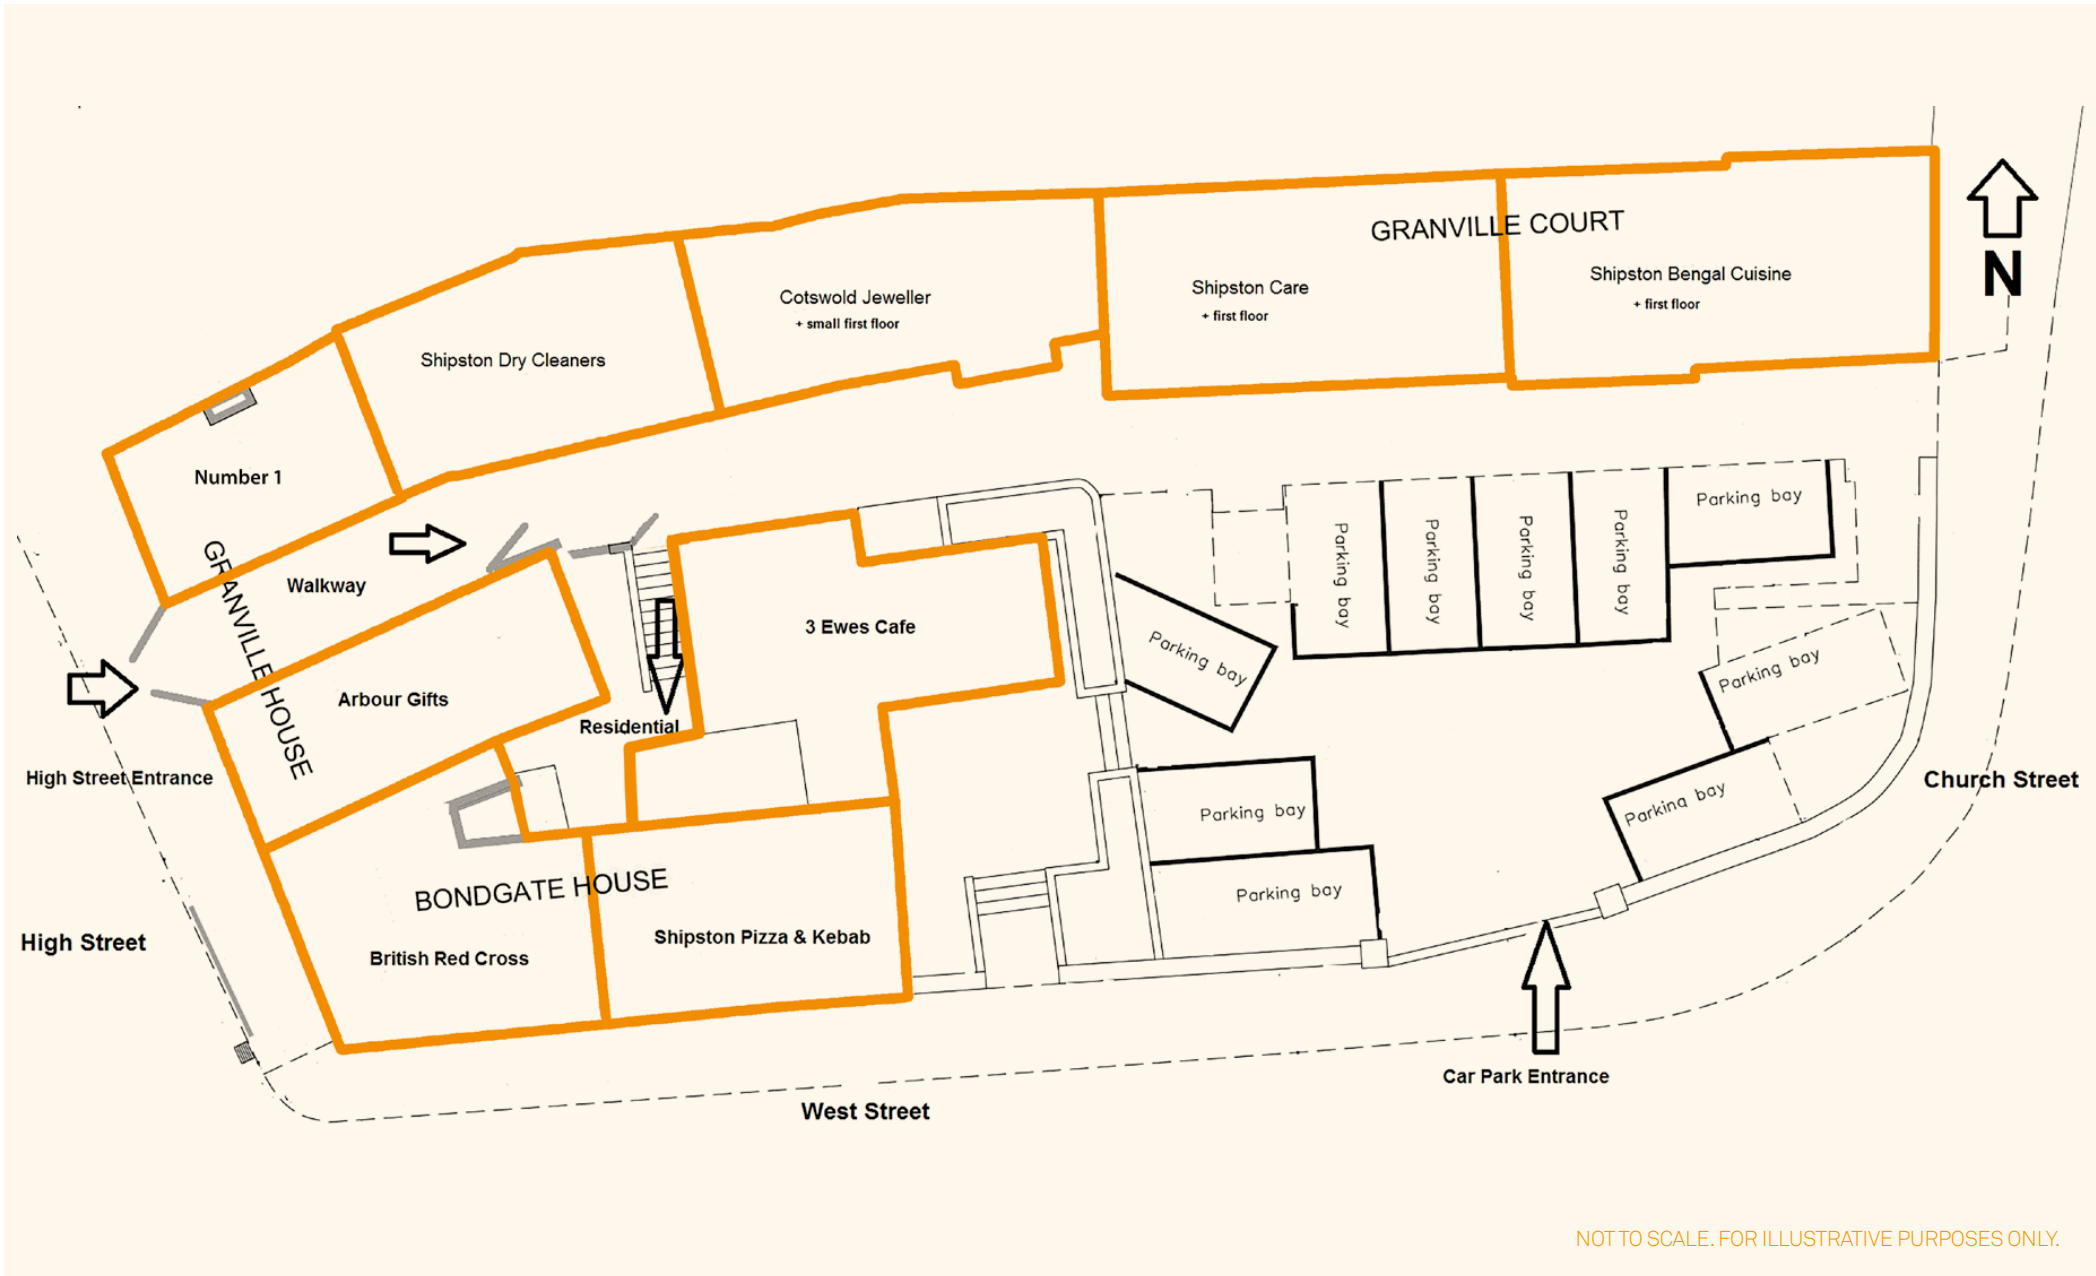 GRANVILLE COURT
Shipston Bengal Cuisine
+ first floor
Shipston Care
+ first floor
N
Cotswold Jeweller
+ small first floor
Shipston Dry Cleaners
Number 1
GRANVILLE HOUSE
Walkway
Arbour Gifts
3 Ewes Cafe
Residential
High Street Entrance
BONDGATE HOUSE
British Red Cross
Shipston Pizza & Kebab
High Street
Parking bay
Parking bay
Parking bay
Parking bay
Parking bay
Parking bay
Parking bay
Parkina bay
Parking bay
Parking bay
Church Street
Car Park Entrance
West Street
NOT TO SCALE. FOR ILLUSTRATIVE PURPOSES ONLY.